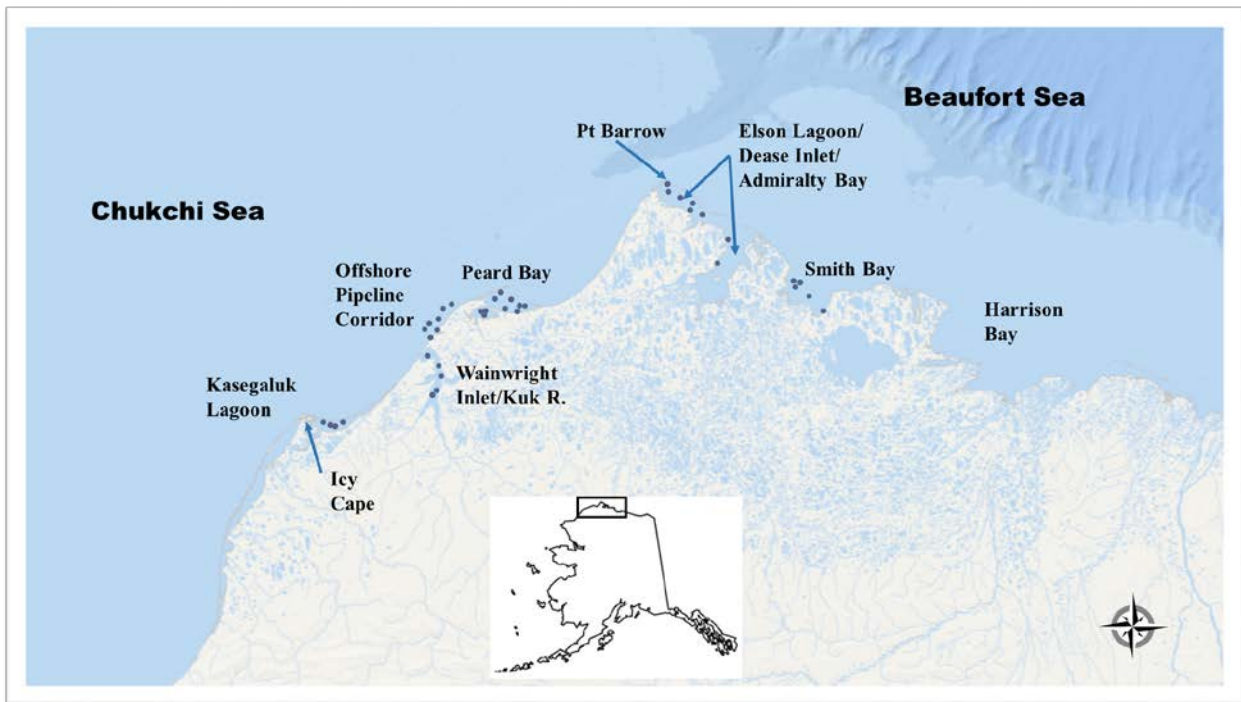 Beaufort Sea
Pt Barrow
Elson Lagoon/
Dease Inlet/
Admiralty Bay
Chukchi Sea
Offshore
Pipeline
Corridor
Peard Bay
Smith Bay
Harrison
Bay
Kasegaluk
Lagoon
Wainwright
Inlet/Kuk R.
Icy
Cape